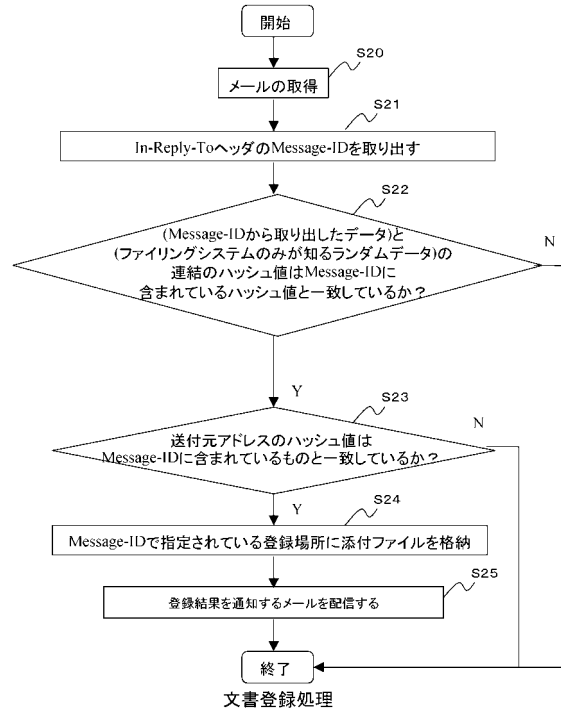 開始
S20
メールの取得
S21
In-Reply-ToヘッダのMessage-IDを取り出す
S22
(Message-IDから取り出したデータ)と
(ファイリングシステムのみが知るランダムデータ)の
連結のハッシュ値はMessage-IDに
含まれているハッシュ値と一致しているか?
N
Y
S23
送付元アドレスのハッシュ値は
Message-IDに含まれているものと一致しているか?
N
Y
S24
Message-IDで指定されている登録場所に添付ファイルを格納
S25
登録結果を通知するメールを配信する
終了
文書登録処理